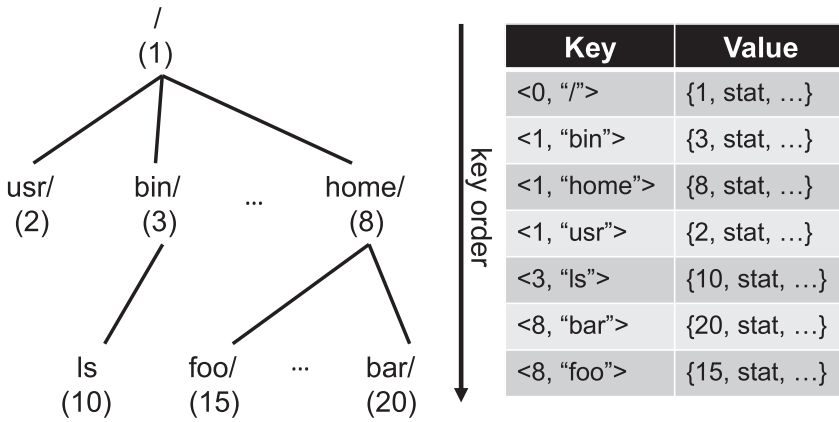 /
(1)
usr/ bin/ ... home/
(2) (3) (8)
ls foo/ ... bar/
(10) (15) (20)
key order
Key Value
<0, “/”> {1, stat, …}
<1, “bin”> {3, stat, …}
<1, “home”> {8, stat, …}
<1, “usr”> {2, stat, …}
<3, “ls”> {10, stat, …}
<8, “bar”> {20, stat, …}
<8, “foo”> {15, stat, …}